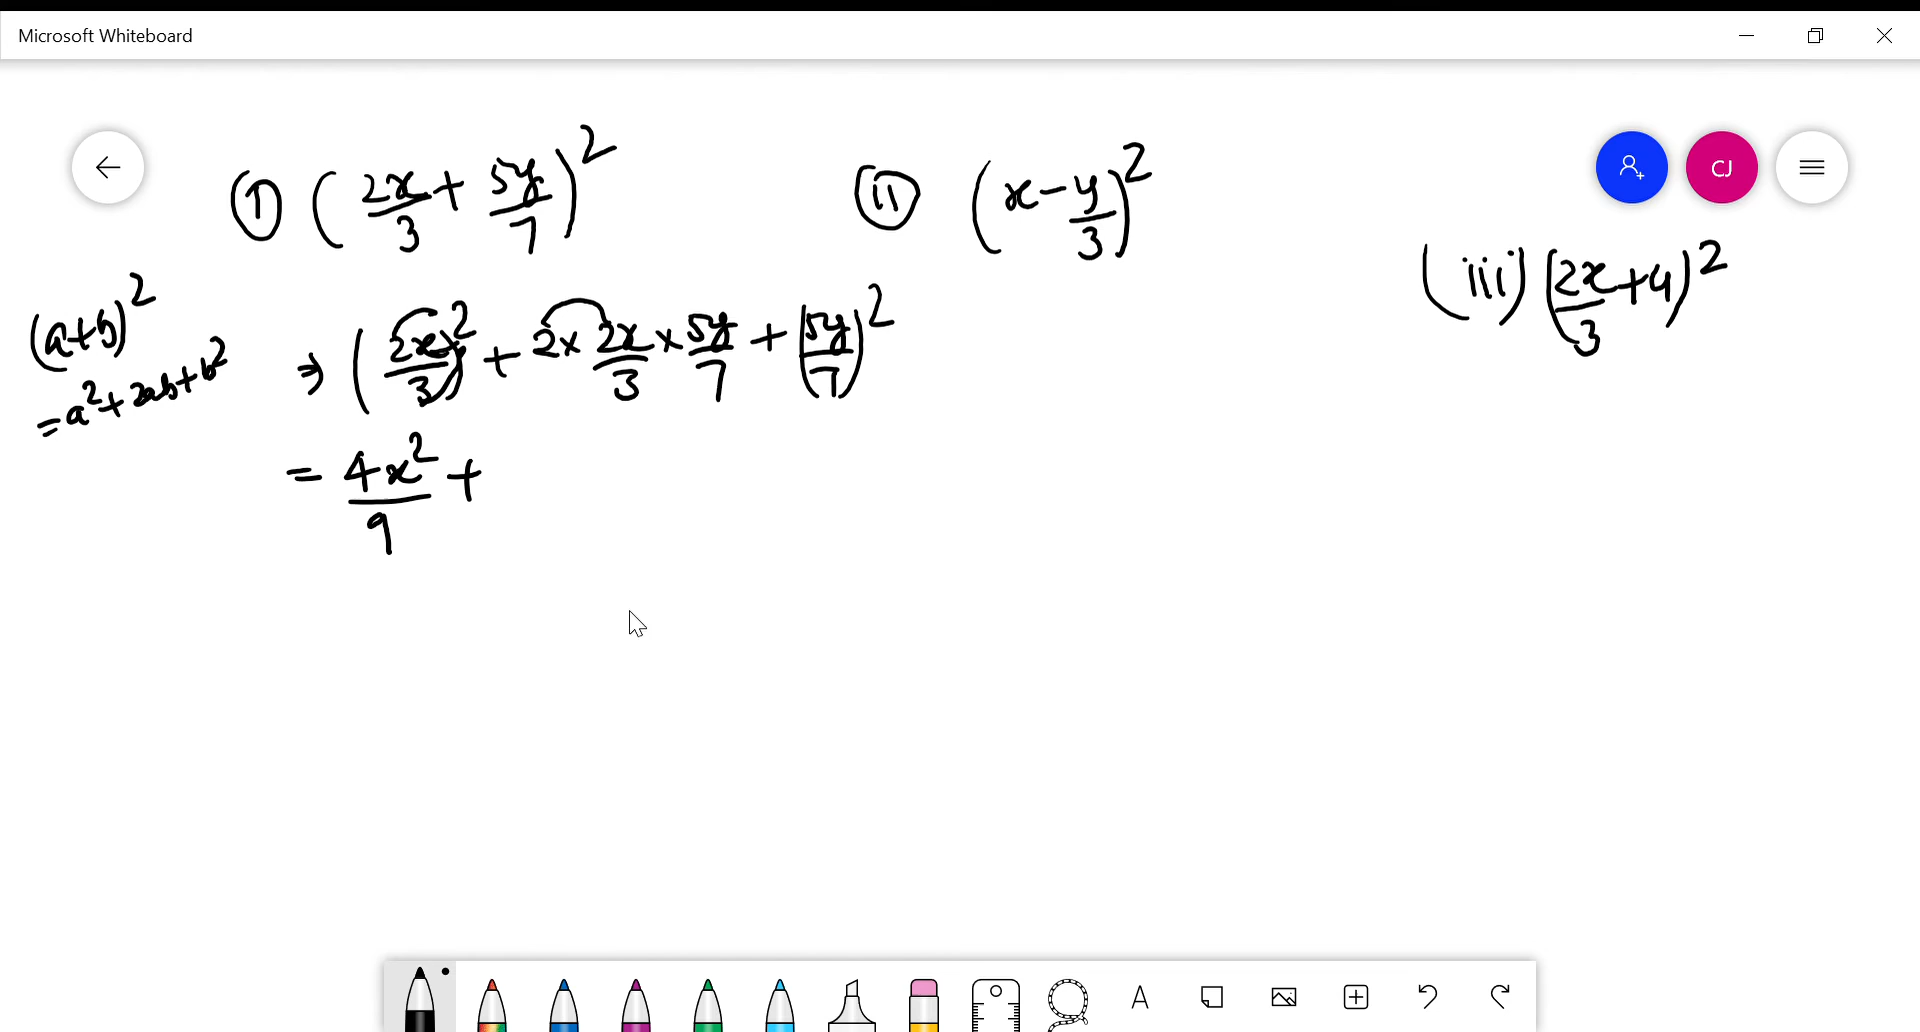 Microsoft Whiteboard
CJ
(i) (2x/3 + 5y/7)²
(ii) (x - y/3)²
(iii) (2x/3 + 4)²
(a+b)²
= a² + 2ab + b²
⇒ (2x/3)² + 2 × 2x/3 × 5y/7 + (5y/7)²
= 4x²/9 +
A